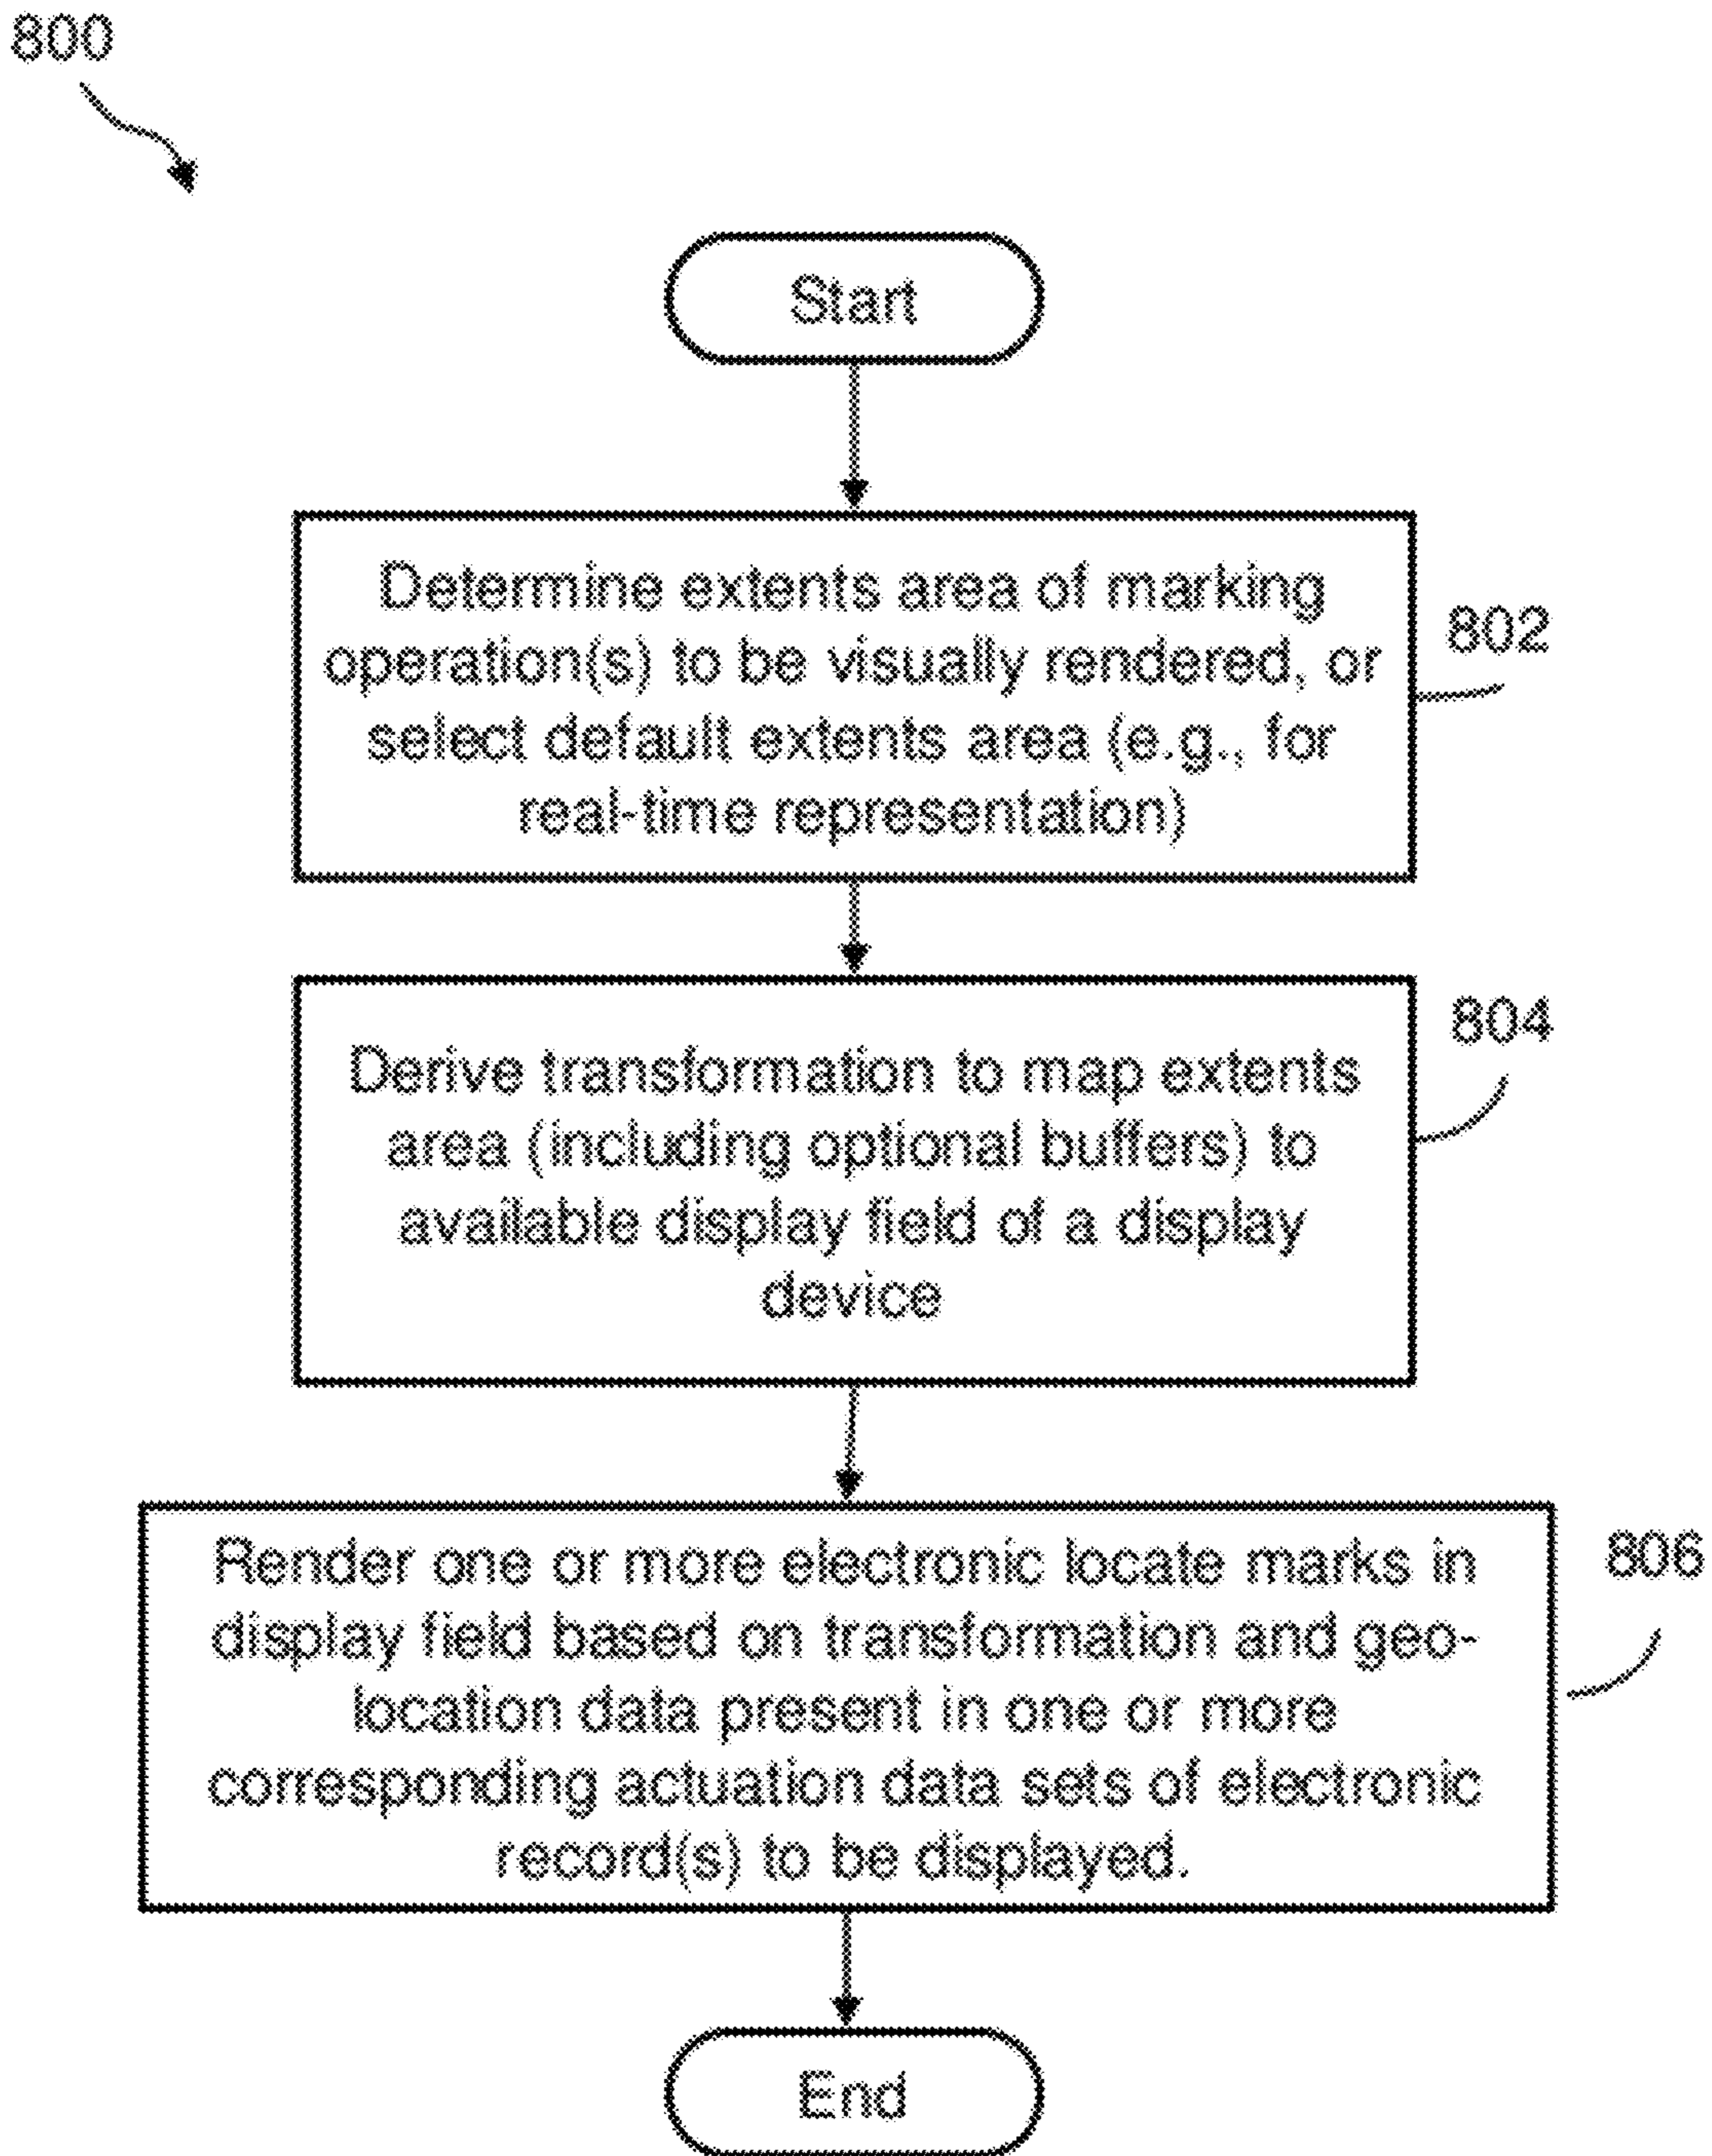 800
Start
Determine extents area of marking
operation(s) to be visually rendered, or
select default extents area (e.g., for
real-time representation)
802
Derive transformation to map extents
area (including optional buffers) to
available display field of a display
device
804
Render one or more electronic locate marks in
display field based on transformation and geo-
location data present in one or more
corresponding actuation data sets of electronic
record(s) to be displayed.
806
End